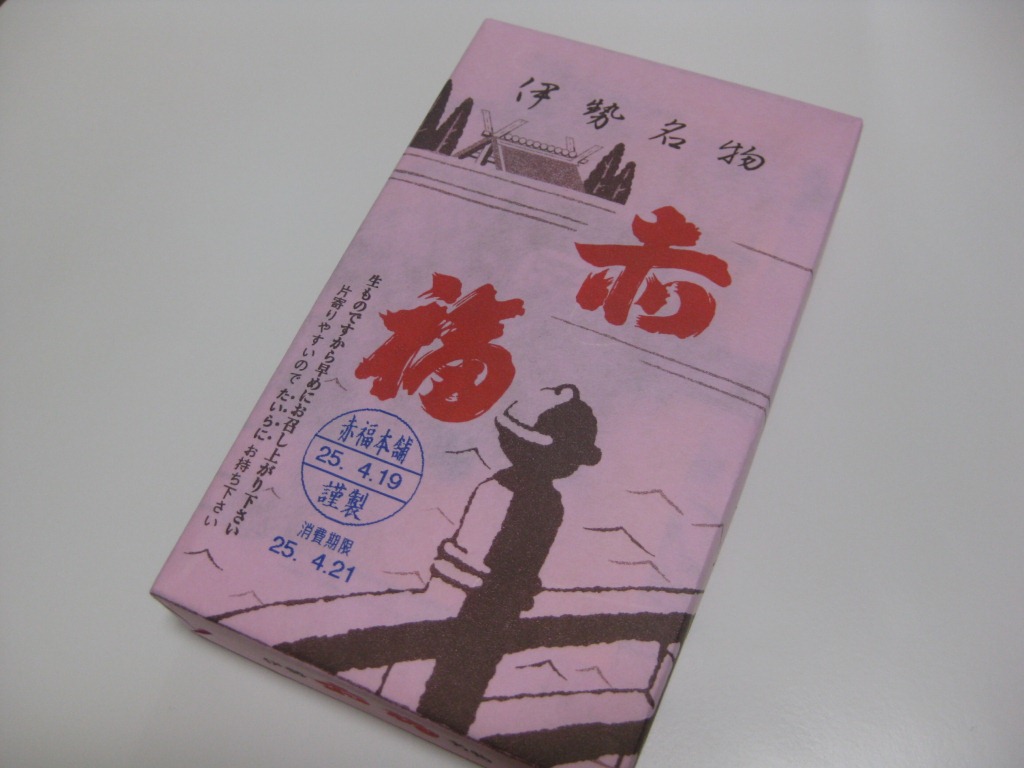 伊勢名物
赤福
生ものですから早めにお召し上がり下さい
片寄りやすいので たいらに お持ち下さい
赤福本舗
25. 4.19
謹製
消費期限
25. 4.21